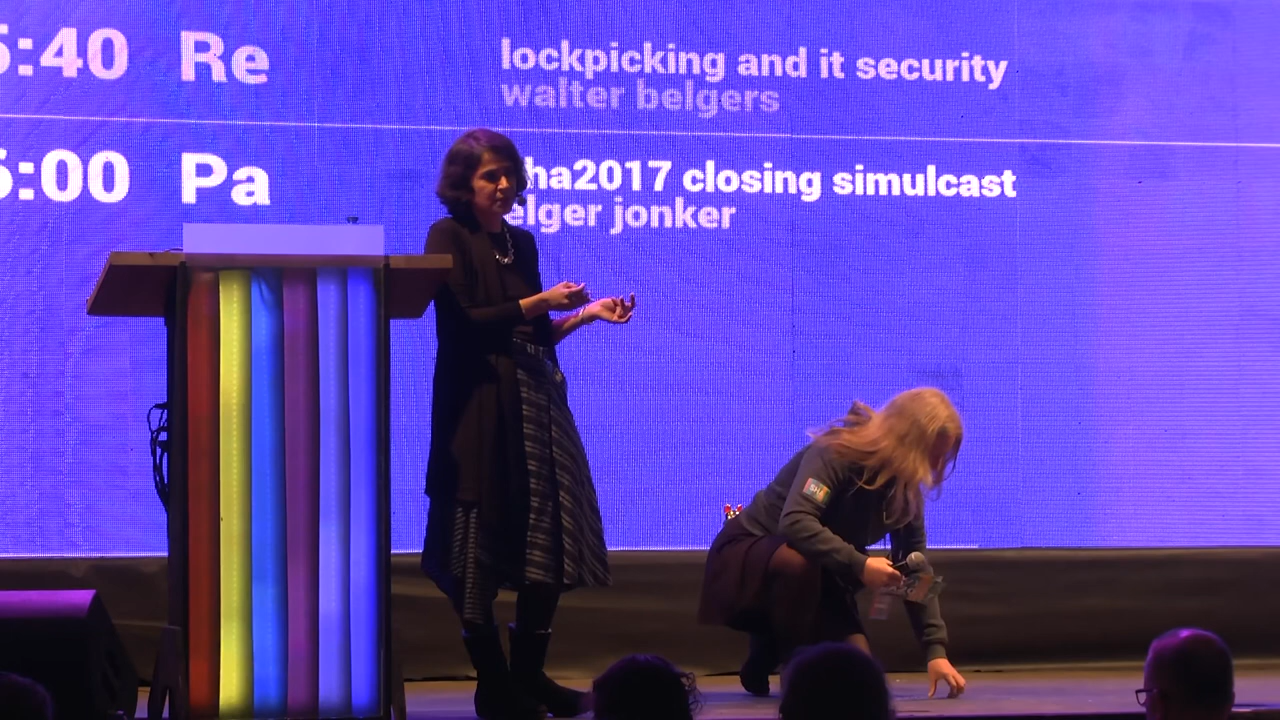 5:40 Re lockpicking and it security
walter belgers
5:00 Pa ha2017 closing simulcast
elger jonker